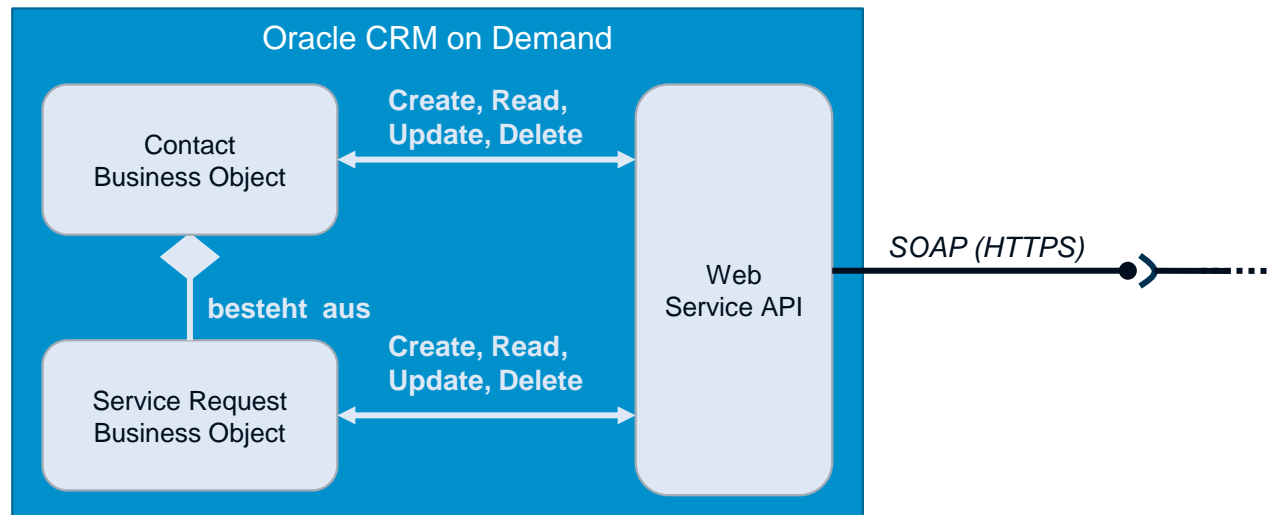 Oracle CRM on Demand
Contact
Business Object
Create, Read,
Update, Delete
besteht aus
Service Request
Business Object
Create, Read,
Update, Delete
Web
Service API
SOAP (HTTPS)